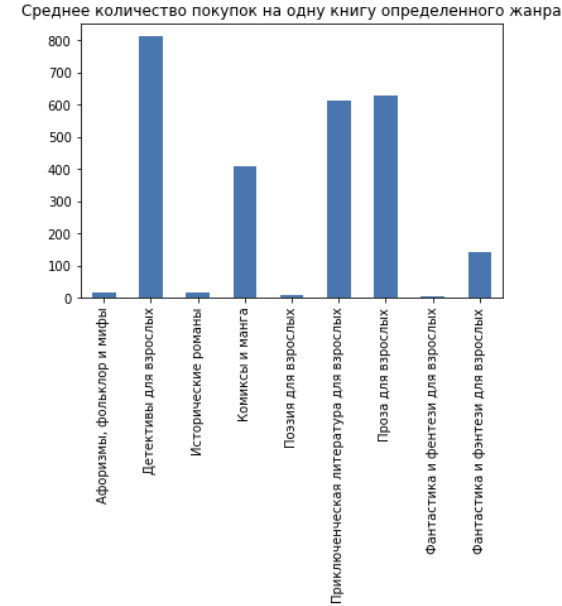 Среднее количество покупок на одну книгу определенного жанра
800
700
600
500
400
300
200
100
0
Афоризмы, фольклор и мифы
Детективы для взрослых
Исторические романы
Комиксы и манга
Поэзия для взрослых
Приключенческая литература для взрослых
Проза для взрослых
Фантастика и фентези для взрослых
Фантастика и фэнтези для взрослых